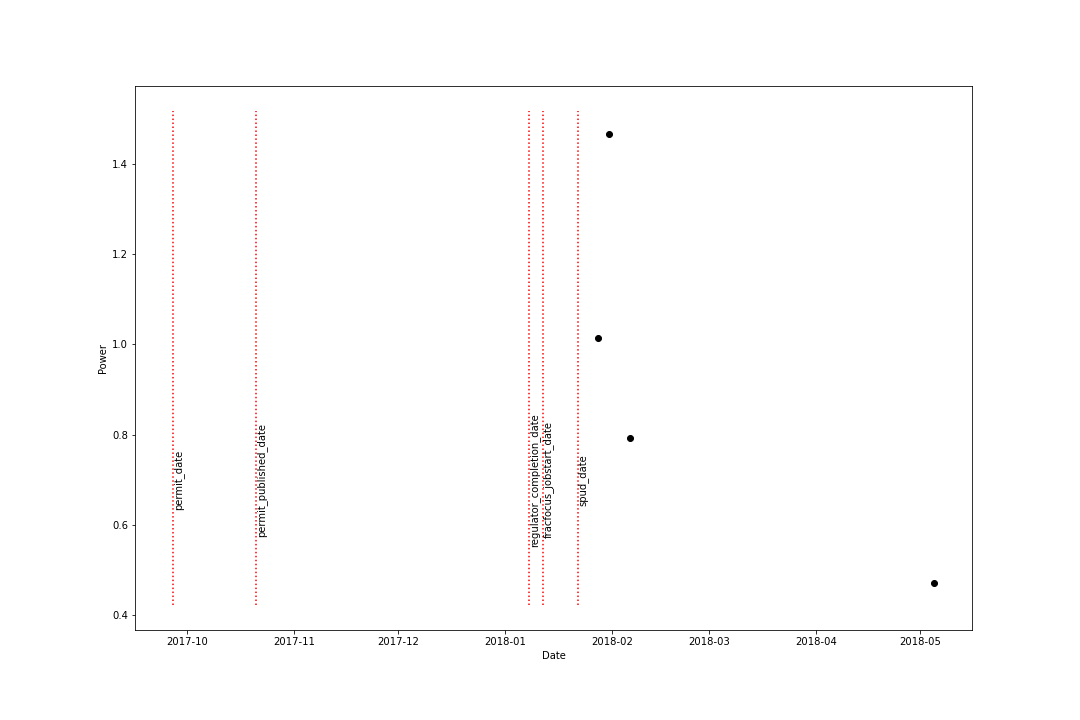 1.4
1.2
1.0
0.8
0.6
0.4
Power
permit_date
permit_published_date
regulator_completion_date
fracfocus_jobstart_date
spud_date
2017-10
2017-11
2017-12
2018-01
2018-02
2018-03
2018-04
2018-05
Date